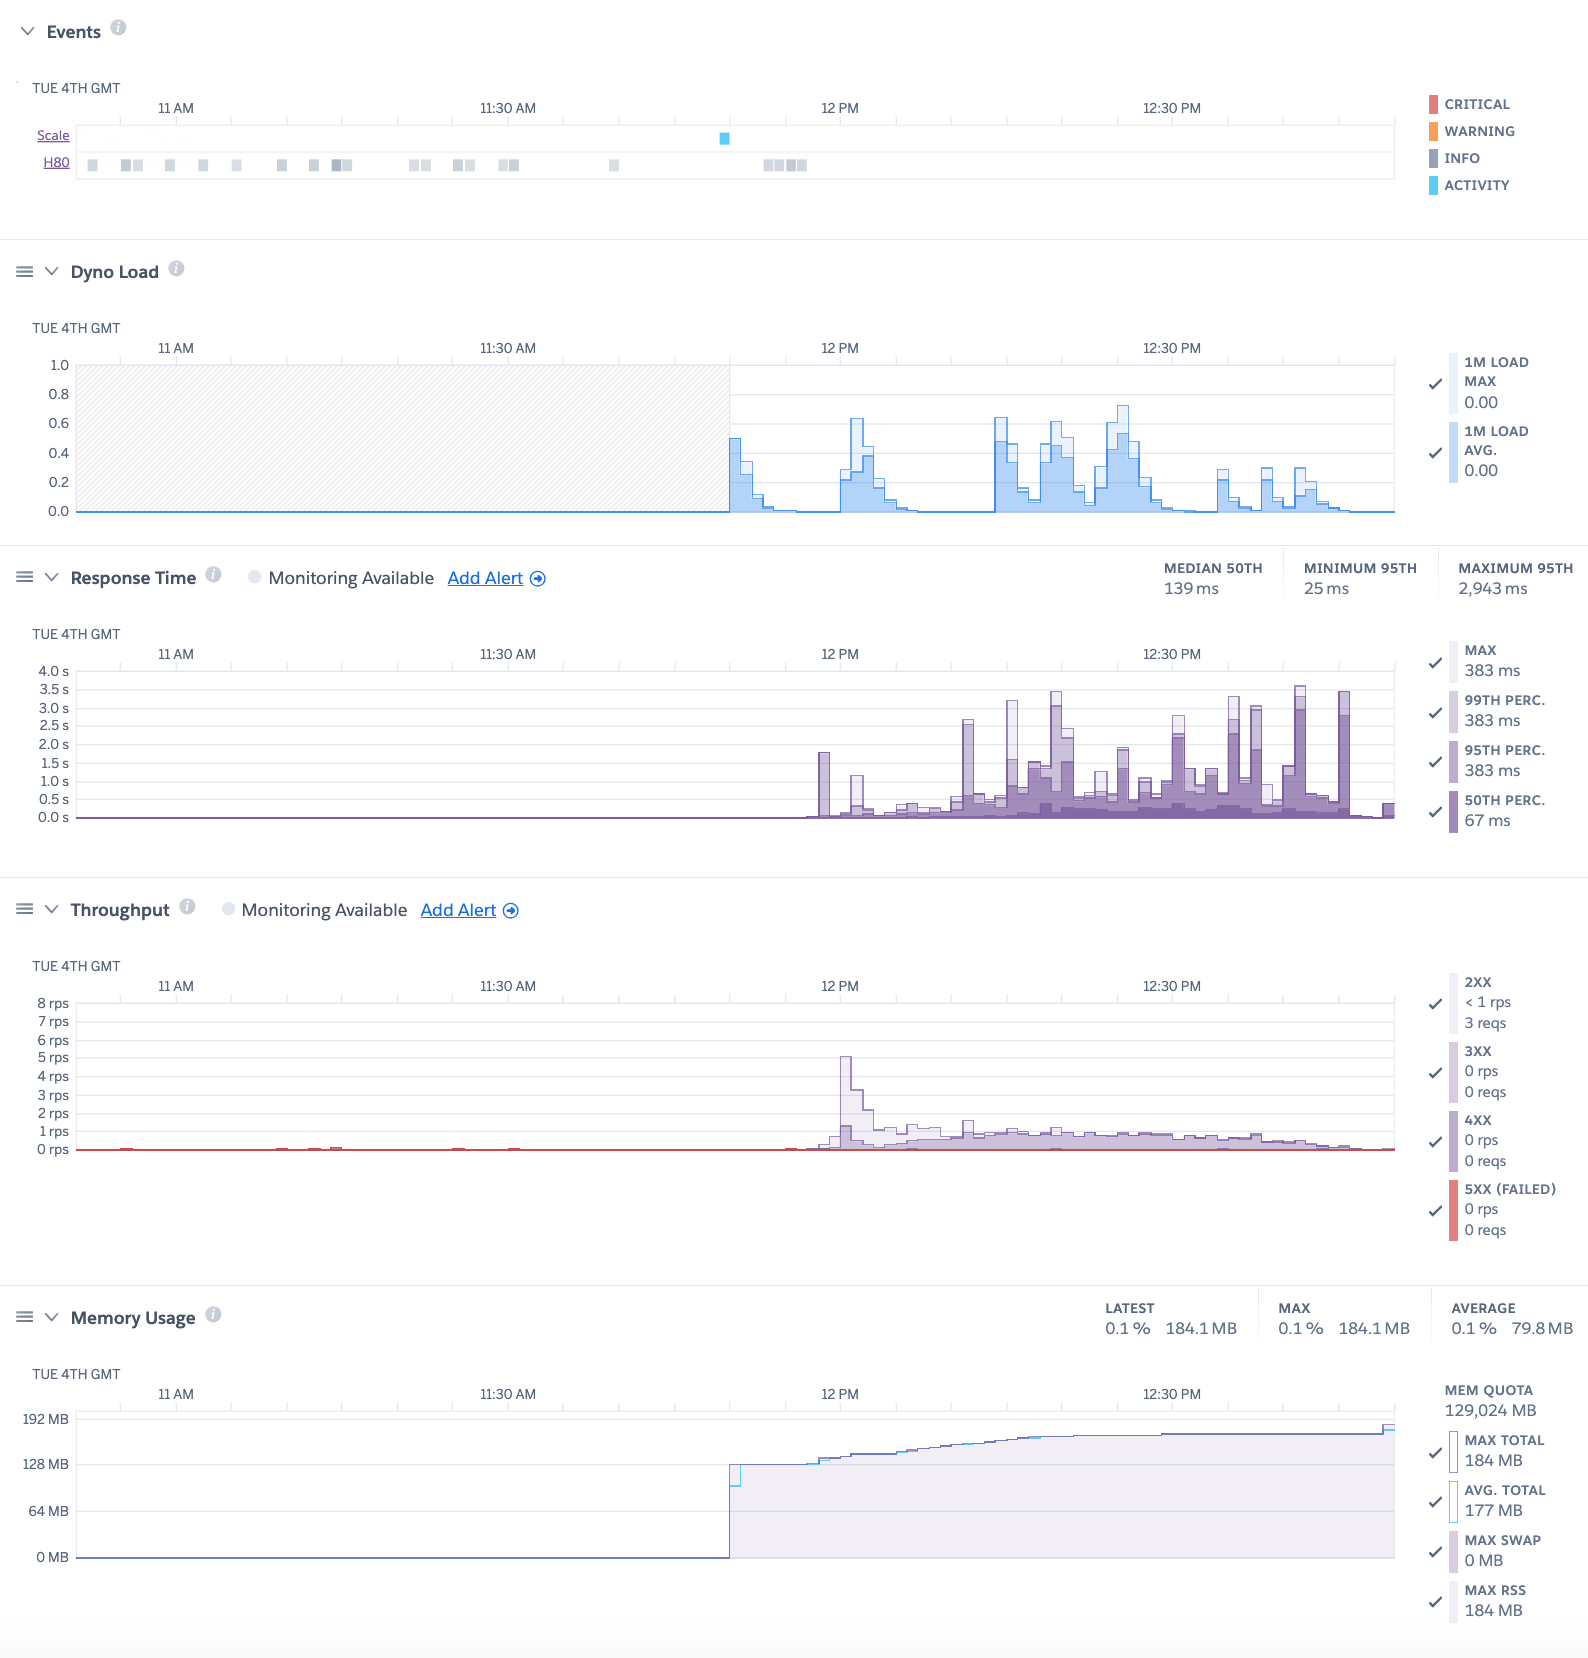 Events
TUE 4TH GMT
11 AM 11:30 AM 12 PM 12:30 PM
Scale
H80
CRITICAL
WARNING
INFO
ACTIVITY
Dyno Load
TUE 4TH GMT
11 AM 11:30 AM 12 PM 12:30 PM
1.0
0.8
0.6
0.4
0.2
0.0
1M LOAD
MAX
0.00
1M LOAD
AVG.
0.00
Response Time Monitoring Available Add Alert
MEDIAN 50TH
139 ms
MINIMUM 95TH
25 ms
MAXIMUM 95TH
2,943 ms
TUE 4TH GMT
11 AM 11:30 AM 12 PM 12:30 PM
4.0 s
3.5 s
3.0 s
2.5 s
2.0 s
1.5 s
1.0 s
0.5 s
0.0 s
MAX
383 ms
99TH PERC.
383 ms
95TH PERC.
383 ms
50TH PERC.
67 ms
Throughput Monitoring Available Add Alert
TUE 4TH GMT
11 AM 11:30 AM 12 PM 12:30 PM
8 rps
7 rps
6 rps
5 rps
4 rps
3 rps
2 rps
1 rps
0 rps
2XX
< 1 rps
3 reqs
3XX
0 rps
0 reqs
4XX
0 rps
0 reqs
5XX (FAILED)
0 rps
0 reqs
Memory Usage
LATEST
0.1 % 184.1 MB
MAX
0.1 % 184.1 MB
AVERAGE
0.1 % 79.8 MB
TUE 4TH GMT
11 AM 11:30 AM 12 PM 12:30 PM
192 MB
128 MB
64 MB
0 MB
MEM QUOTA
129,024 MB
MAX TOTAL
184 MB
AVG. TOTAL
177 MB
MAX SWAP
0 MB
MAX RSS
184 MB